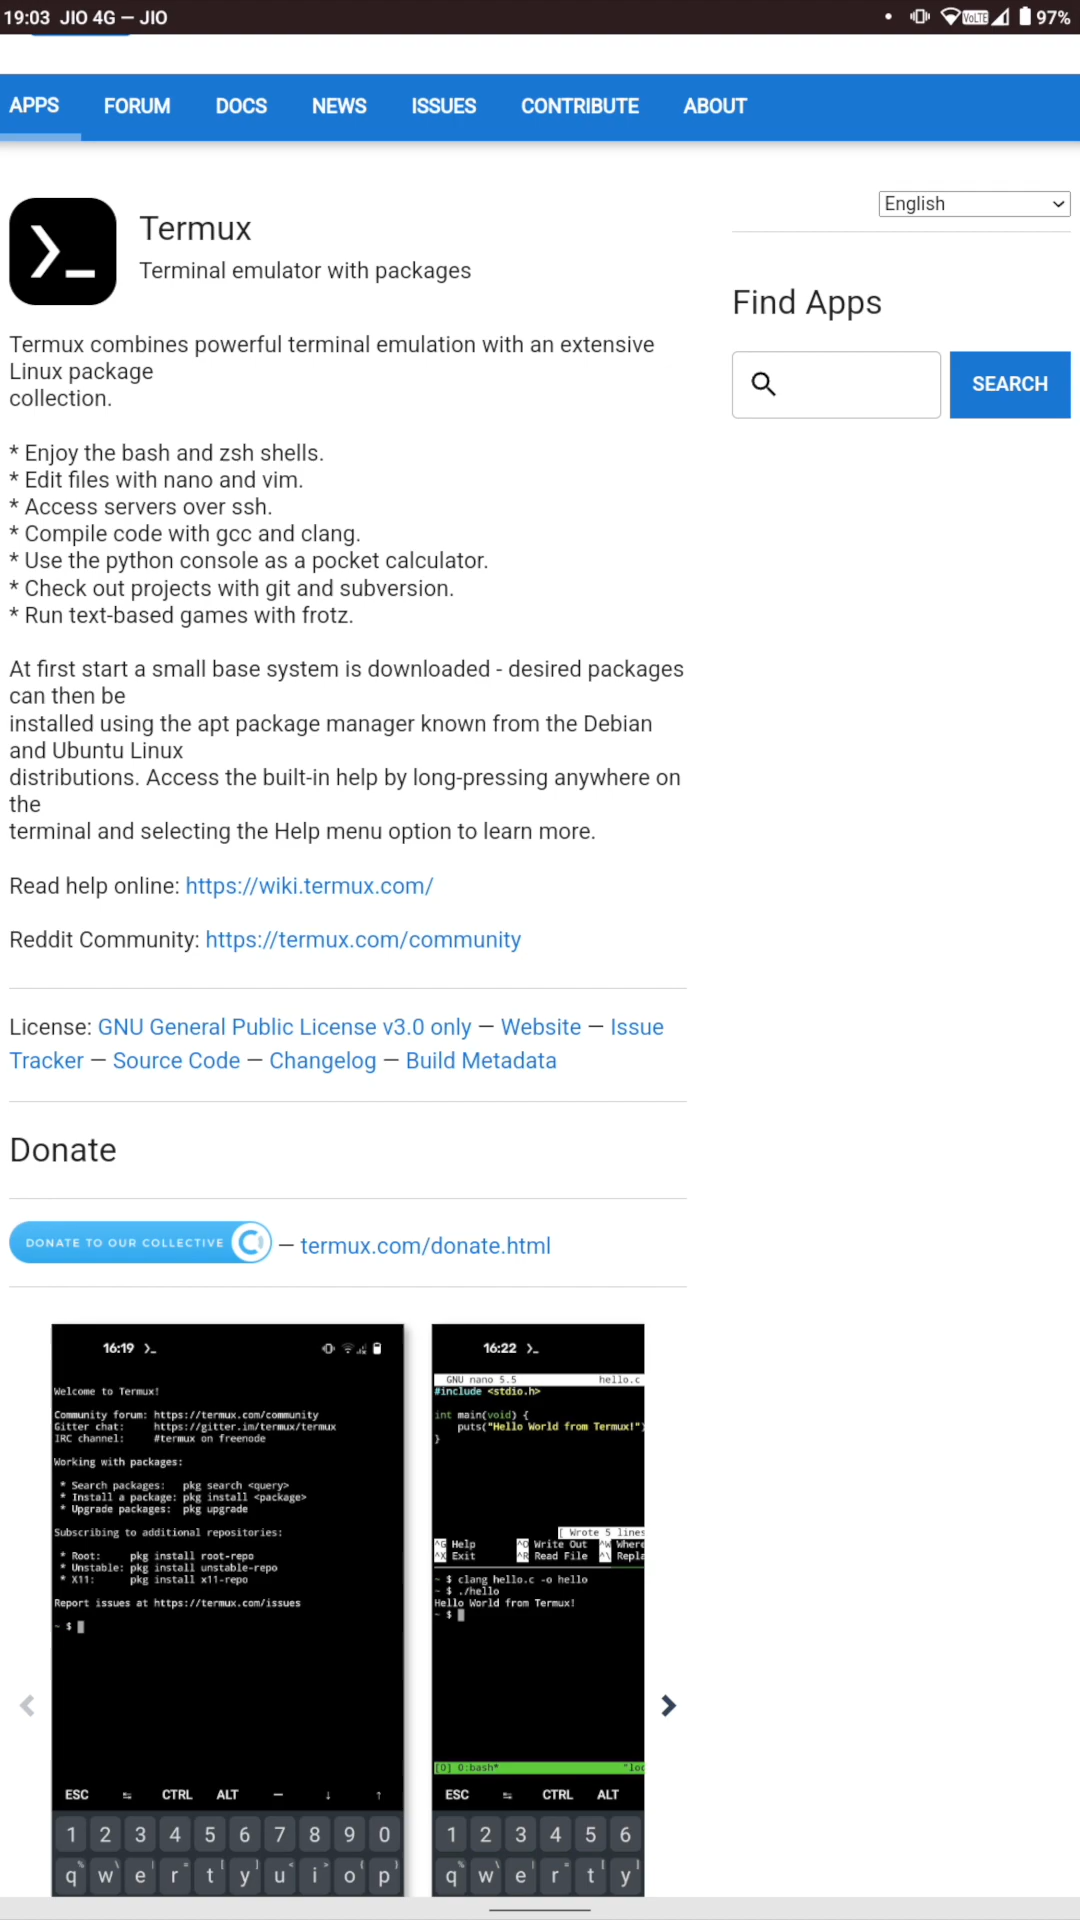 19:03 JIO 4G — JIO • VoLTE 97%
APPS FORUM DOCS NEWS ISSUES CONTRIBUTE ABOUT
English
Termux
Terminal emulator with packages
Find Apps
SEARCH
Termux combines powerful terminal emulation with an extensive
Linux package
collection.
* Enjoy the bash and zsh shells.
* Edit files with nano and vim.
* Access servers over ssh.
* Compile code with gcc and clang.
* Use the python console as a pocket calculator.
* Check out projects with git and subversion.
* Run text-based games with frotz.
At first start a small base system is downloaded - desired packages
can then be
installed using the apt package manager known from the Debian
and Ubuntu Linux
distributions. Access the built-in help by long-pressing anywhere on
the
terminal and selecting the Help menu option to learn more.
Read help online: https://wiki.termux.com/
Reddit Community: https://termux.com/community
License: GNU General Public License v3.0 only — Website — Issue
Tracker — Source Code — Changelog — Build Metadata
Donate
DONATE TO OUR COLLECTIVE — termux.com/donate.html
16:19 >_
Welcome to Termux!
Community forum: https://termux.com/community
Gitter chat: https://gitter.im/termux/termux
IRC channel: #termux on freenode
Working with packages:
* Search packages: pkg search <query>
* Install a package: pkg install <package>
* Upgrade packages: pkg upgrade
Subscribing to additional repositories:
* Root: pkg install root-repo
* Unstable: pkg install unstable-repo
* X11: pkg install x11-repo
Report issues at https://termux.com/issues
~ $
ESC ⇆ CTRL ALT — ↓ ↑
1 2 3 4 5 6 7 8 9 0
q w e r t y u i o p
16:22 >_
GNU nano 5.5 hello.c
#include <stdio.h>
int main(void) {
puts("Hello World from Termux!")
}
[ Wrote 5 lines
^G Help ^O Write Out ^W Where
^X Exit ^R Read File ^\ Repla
~ $ clang hello.c -o hello
~ $ ./hello
Hello World from Termux!
~ $
[0] 0:bash* "loc
ESC ⇆ CTRL ALT
1 2 3 4 5 6
q w e r t y